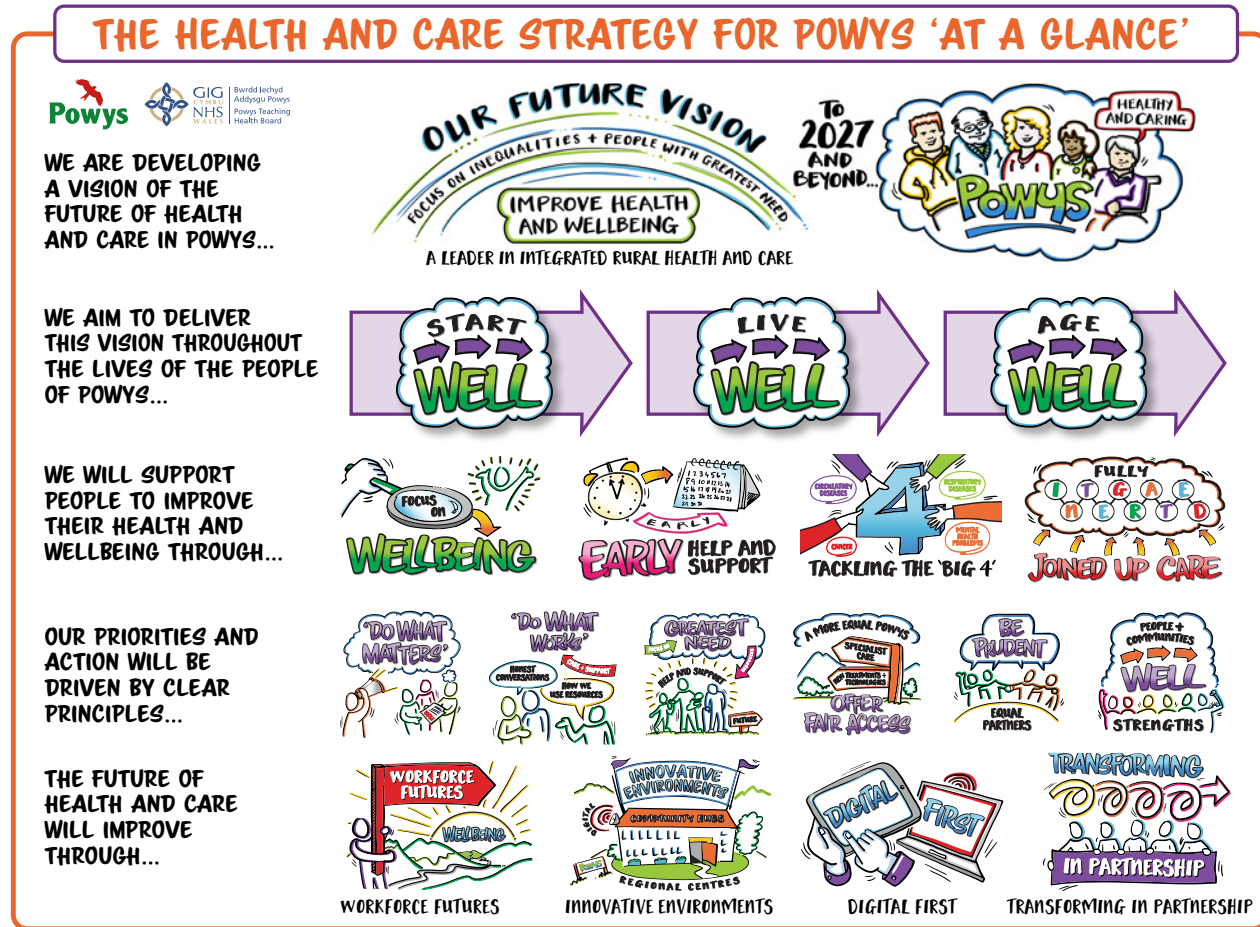 THE HEALTH AND CARE STRATEGY FOR POWYS 'AT A GLANCE'
Powys
GIG
CYMRU
NHS
WALES
Bwrdd Iechyd
Addysgu Powys
Powys Teaching
Health Board
WE ARE DEVELOPING
A VISION OF THE
FUTURE OF HEALTH
AND CARE IN POWYS...
OUR FUTURE VISION
FOCUS ON INEQUALITIES + PEOPLE WITH GREATEST NEED
IMPROVE HEALTH
AND WELLBEING
A LEADER IN INTEGRATED RURAL HEALTH AND CARE
TO
2027
AND
BEYOND...
HEALTHY
AND CARING
POWYS
WE AIM TO DELIVER
THIS VISION THROUGHOUT
THE LIVES OF THE PEOPLE
OF POWYS...
START
WELL
LIVE
WELL
AGE
WELL
WE WILL SUPPORT
PEOPLE TO IMPROVE
THEIR HEALTH AND
WELLBEING THROUGH...
FOCUS
ON
WELLBEING
EARLY
EARLY HELP AND
SUPPORT
CIRCULATORY
DISEASES
RESPIRATORY
DISEASES
4
CANCER
MENTAL
HEALTH
PROBLEMS
TACKLING THE 'BIG 4'
FULLY
I T G A E
N E R T D
JOINED UP CARE
OUR PRIORITIES AND
ACTION WILL BE
DRIVEN BY CLEAR
PRINCIPLES...
'DO WHAT
MATTERS'
'DO WHAT
WORKS'
HONEST
CONVERSATIONS
HOW WE
USE RESOURCES
GREATEST
NEED
HELP AND SUPPORT
FUTURE
A MORE EQUAL POWYS
SPECIALIST
CARE
NEW TREATMENTS +
TECHNOLOGIES
OFFER
FAIR ACCESS
BE
PRUDENT
EQUAL
PARTNERS
PEOPLE +
COMMUNITIES
WELL
STRENGTHS
THE FUTURE OF
HEALTH AND CARE
WILL IMPROVE
THROUGH...
WORKFORCE
FUTURES
WELLBEING
WORKFORCE FUTURES
INNOVATIVE
ENVIRONMENTS
DIGITAL
COMMUNITY HUBS
REGIONAL CENTRES
INNOVATIVE ENVIRONMENTS
DIGITAL
FIRST
DIGITAL FIRST
TRANSFORMING
IN PARTNERSHIP
TRANSFORMING IN PARTNERSHIP